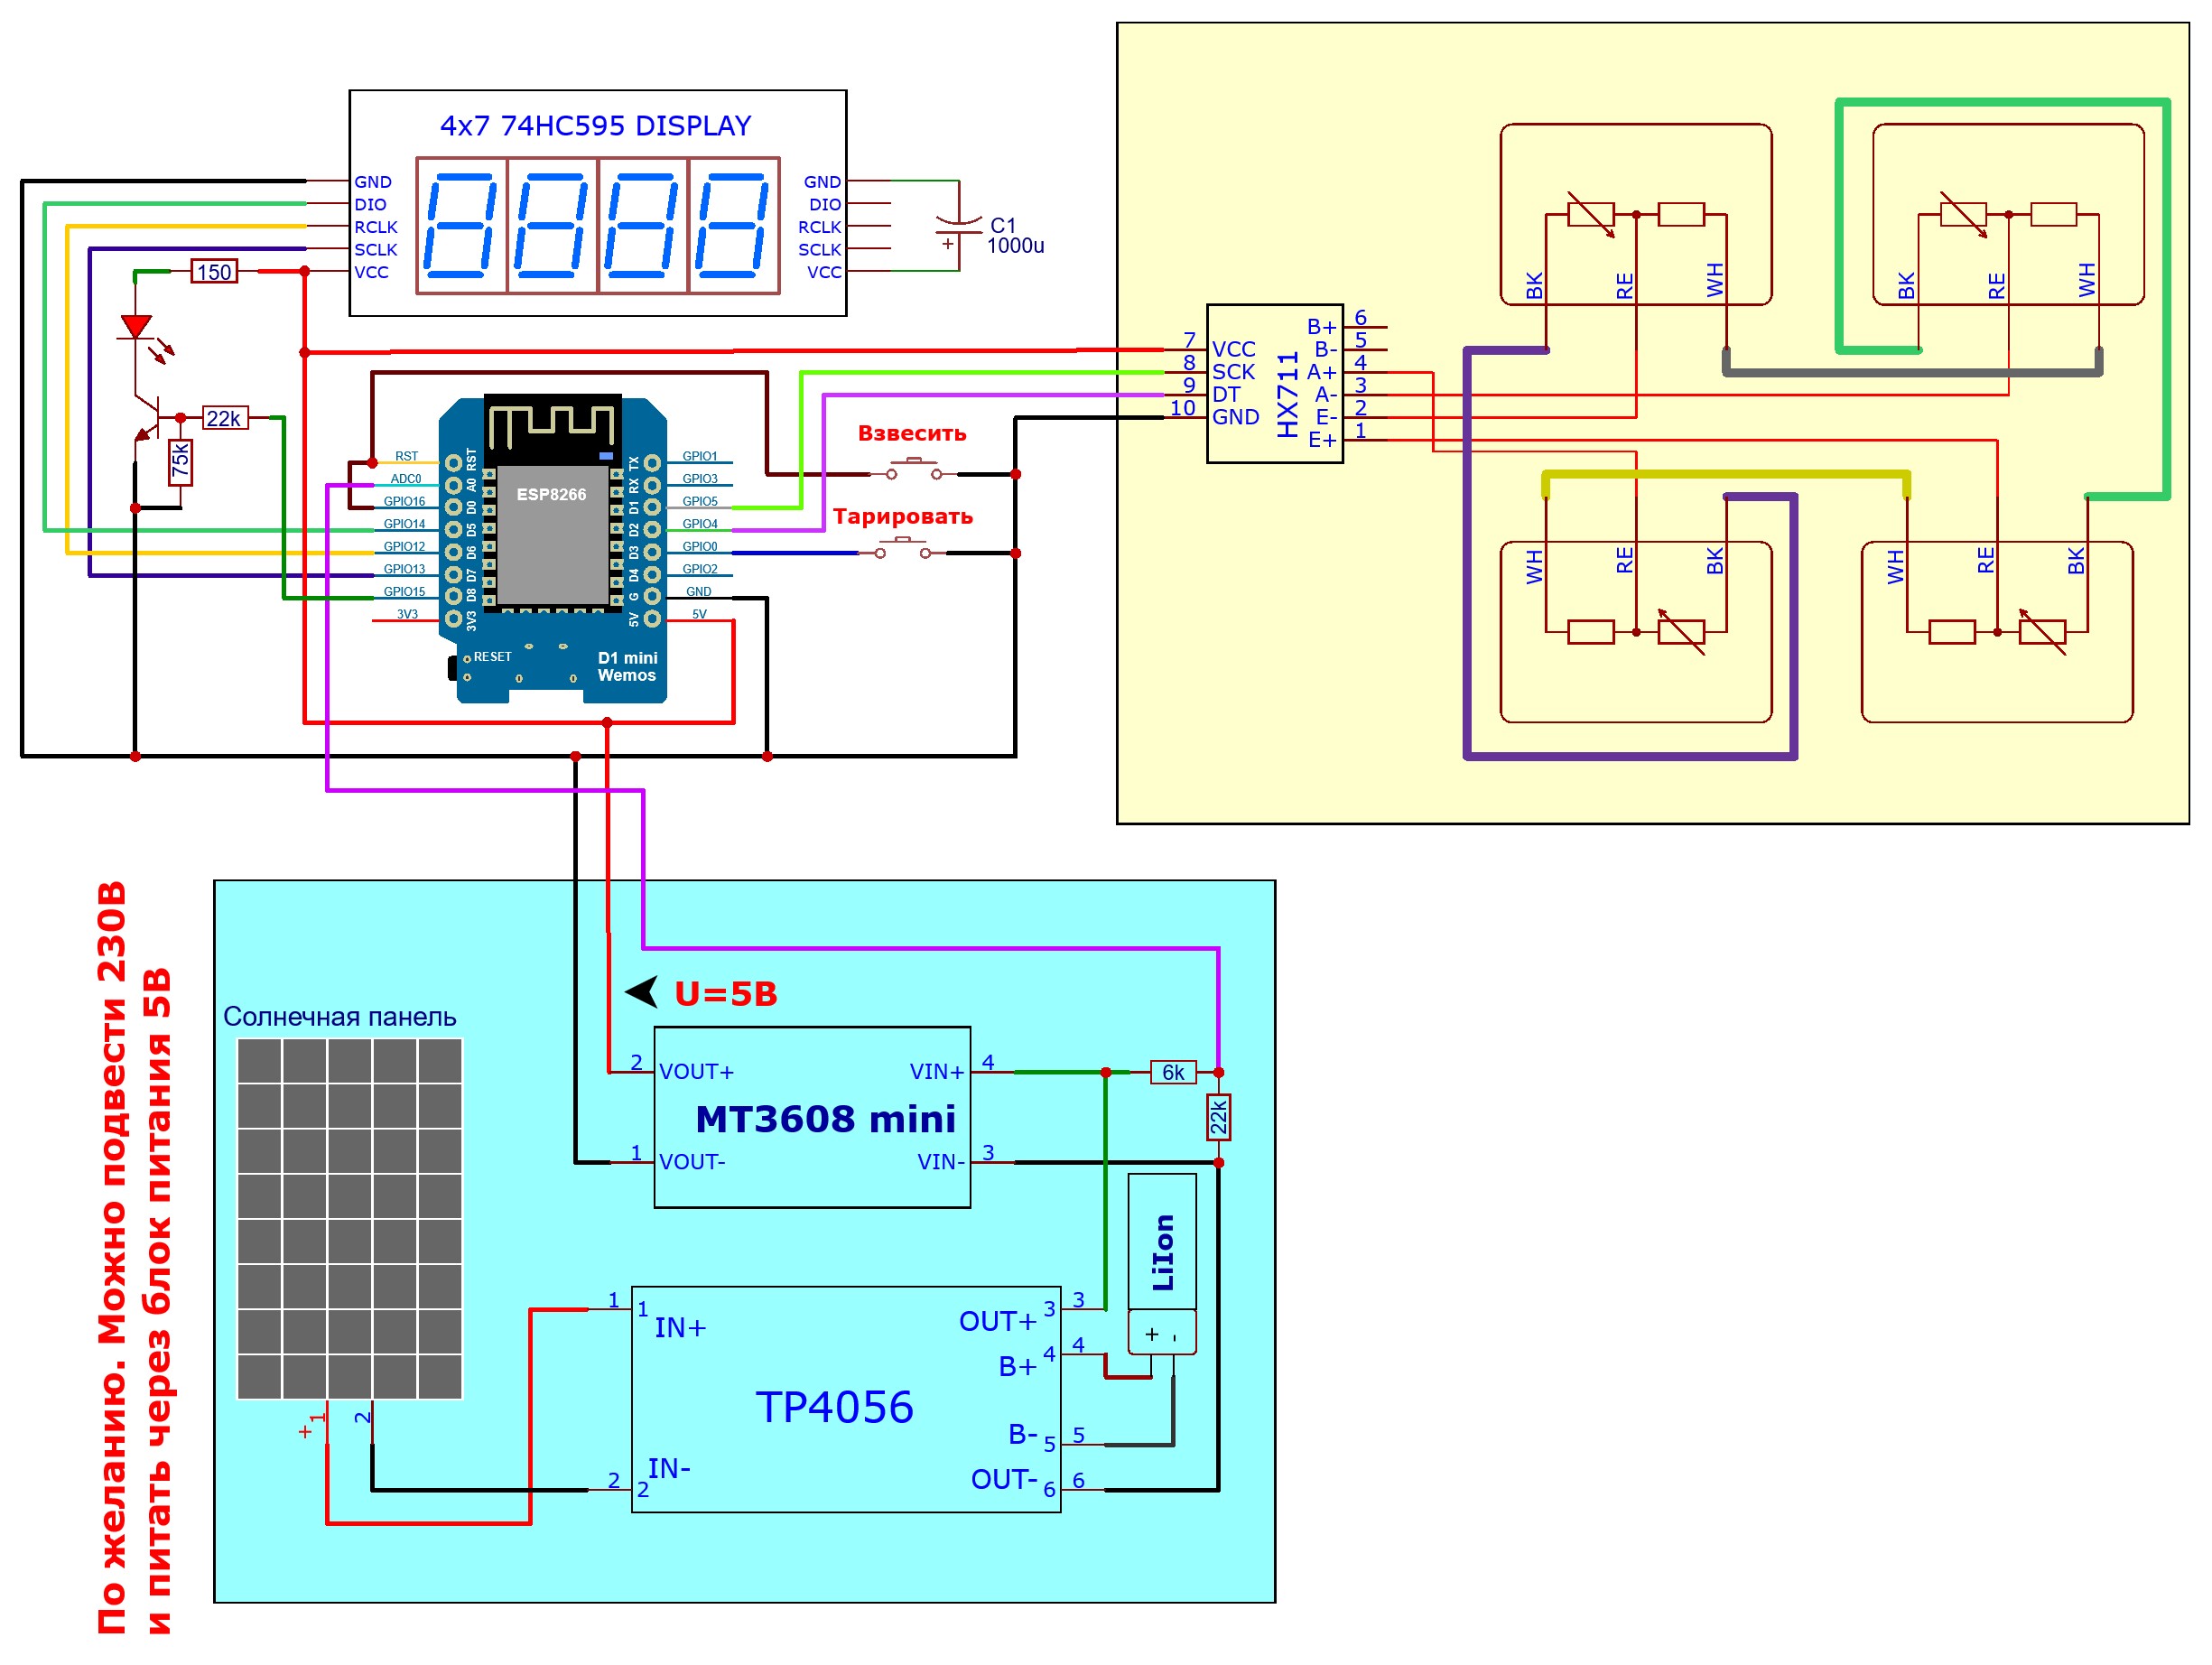 4x7 74HC595 DISPLAY
GND
DIO
RCLK
SCLK
VCC
GND
DIO
RCLK
SCLK
VCC
C1
1000u
+
150
22k
75k
RST
ADC0
GPIO16
GPIO14
GPIO12
GPIO13
GPIO15
3V3
RST
A0
D0
D5
D6
D7
D8
3V3
ESP8266
TX
RX
D1
D2
D3
D4
G
5V
GPIO1
GPIO3
GPIO5
GPIO4
GPIO0
GPIO2
GND
5V
RESET
D1 mini
Wemos
Взвесить
Тарировать
7
8
9
10
VCC
SCK
DT
GND
HX711
B+
B-
A+
A-
E-
E+
6
5
4
3
2
1
BK
RE
WH
BK
RE
WH
WH
RE
BK
WH
RE
BK
По желанию. Можно подвести 230В
и питать через блок питания 5В
Солнечная панель
+
1
2
U=5В
2
VOUT+
VIN+
4
MT3608 mini
1
VOUT-
VIN-
3
6k
22k
LiIon
+ -
1
1
IN+
2
2
IN-
TP4056
OUT+
3
3
B+
4
4
B-
5
5
OUT-
6
6